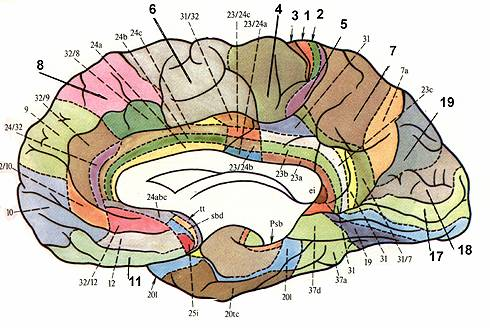 6
31/32
23/24c
23/24a
4
3
1
2
5
31
7
7a
23c
19
24b
24c
24a
32/8
8
32/9
9
24/32
2/10
10
24abc
tt
sbd
23/24b
23b
23a
ei
Psb
32/12
12
11
20l
25i
20tc
20l
37d
37a
31
19
31
31/7
17
18